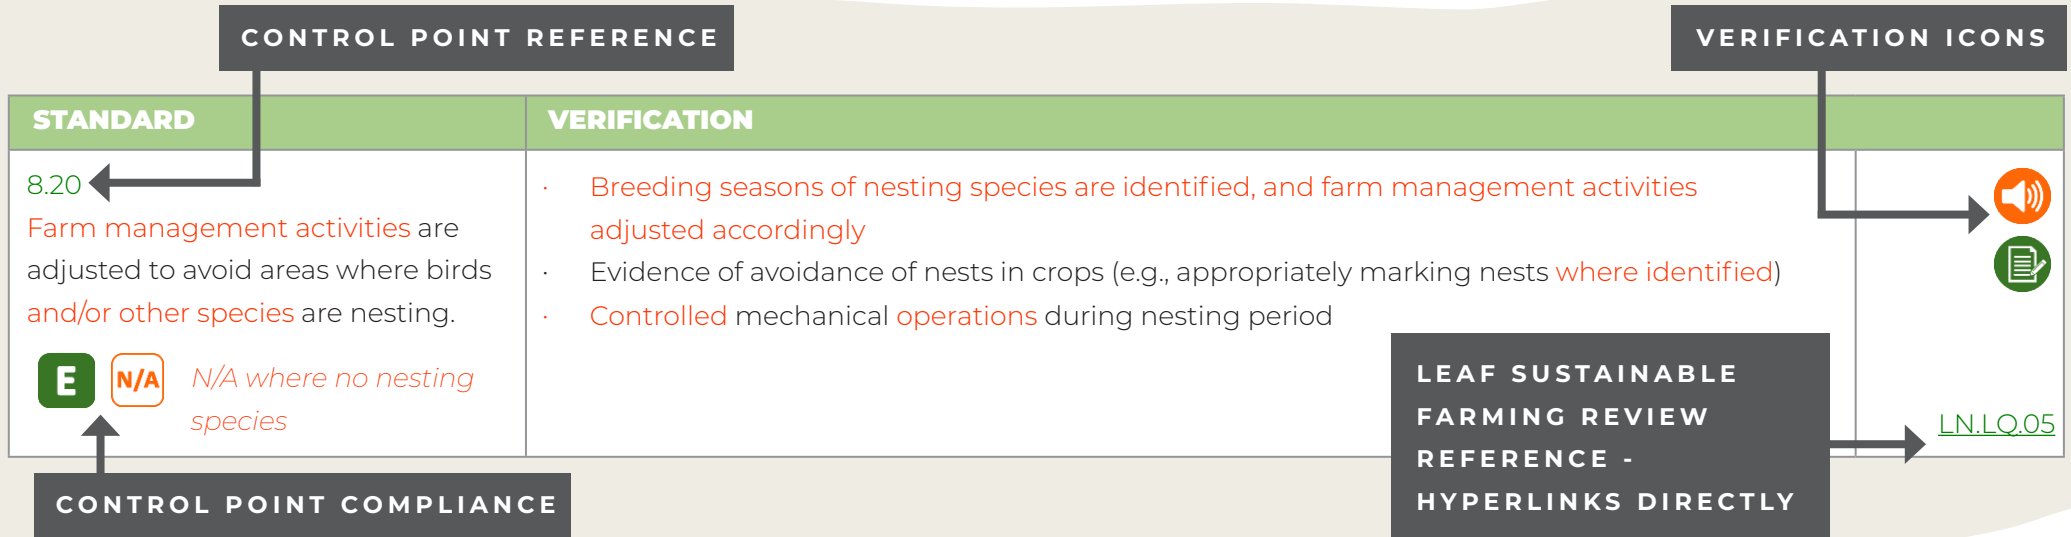 CONTROL POINT REFERENCE
VERIFICATION ICONS
STANDARD
VERIFICATION
8.20
Farm management activities are
adjusted to avoid areas where birds
and/or other species are nesting.
E
N/A
N/A where no nesting
species
· Breeding seasons of nesting species are identified, and farm management activities
adjusted accordingly
· Evidence of avoidance of nests in crops (e.g., appropriately marking nests where identified)
· Controlled mechanical operations during nesting period
LEAF SUSTAINABLE
FARMING REVIEW
REFERENCE -
HYPERLINKS DIRECTLY
LN.LQ.05
CONTROL POINT COMPLIANCE